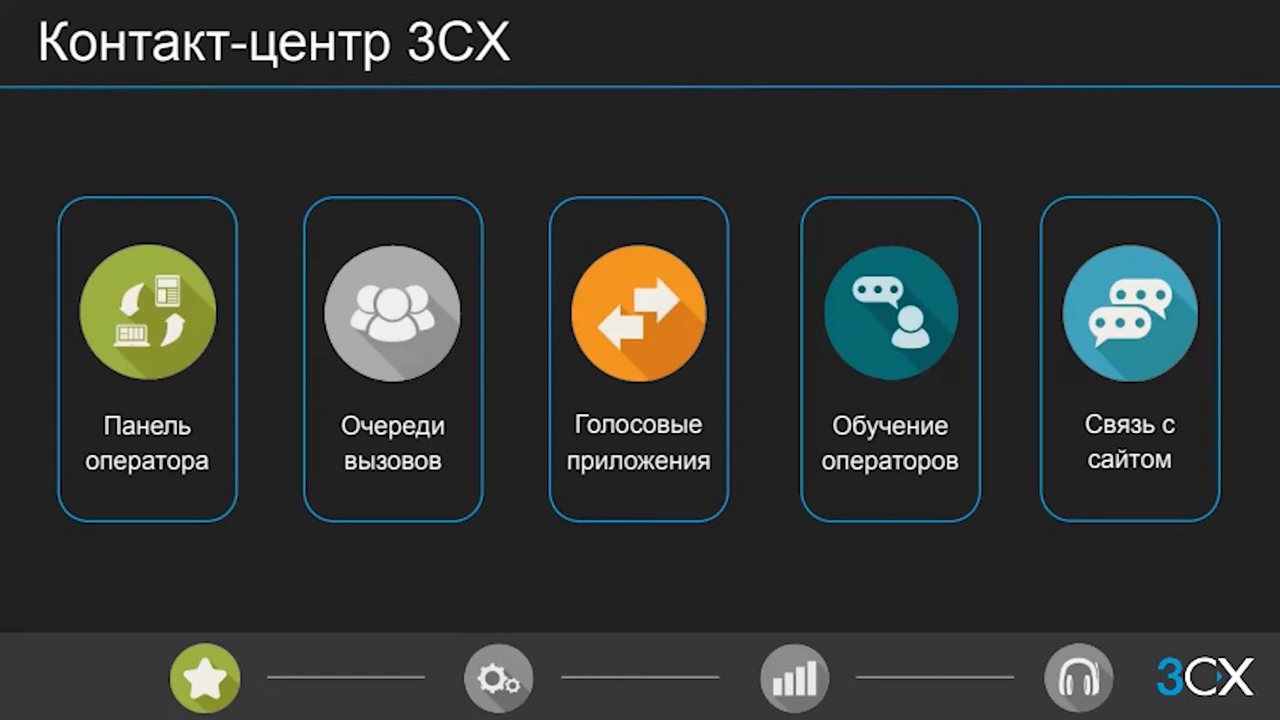 Контакт-центр 3CX
Панель
оператора
Очереди
вызовов
Голосовые
приложения
Обучение
операторов
Связь с
сайтом
3CX